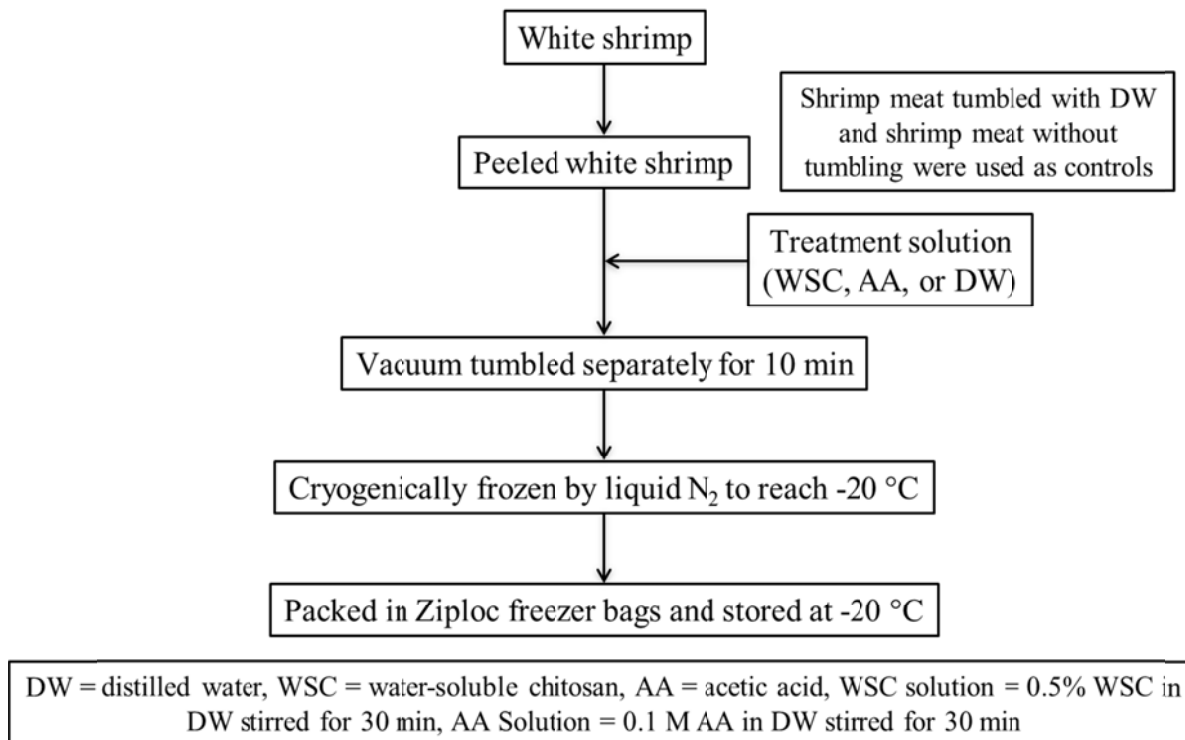 White shrimp
Shrimp meat tumbled with DW
and shrimp meat without
tumbling were used as controls
Peeled white shrimp
Treatment solution
(WSC, AA, or DW)
Vacuum tumbled separately for 10 min
Cryogenically frozen by liquid N₂ to reach -20 °C
Packed in Ziploc freezer bags and stored at -20 °C
DW = distilled water, WSC = water-soluble chitosan, AA = acetic acid, WSC solution = 0.5% WSC in
DW stirred for 30 min, AA Solution = 0.1 M AA in DW stirred for 30 min